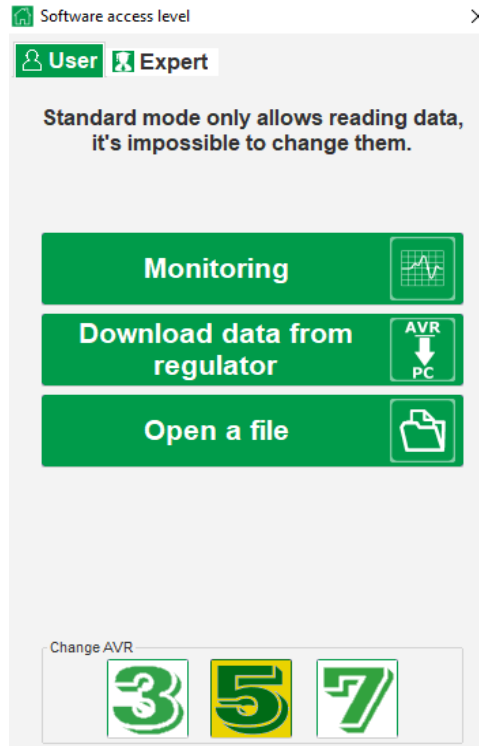 Software access level
User Expert
Standard mode only allows reading data,
it's impossible to change them.
Monitoring
Download data from
regulator
AVR
PC
Open a file
Change AVR
3 5 7